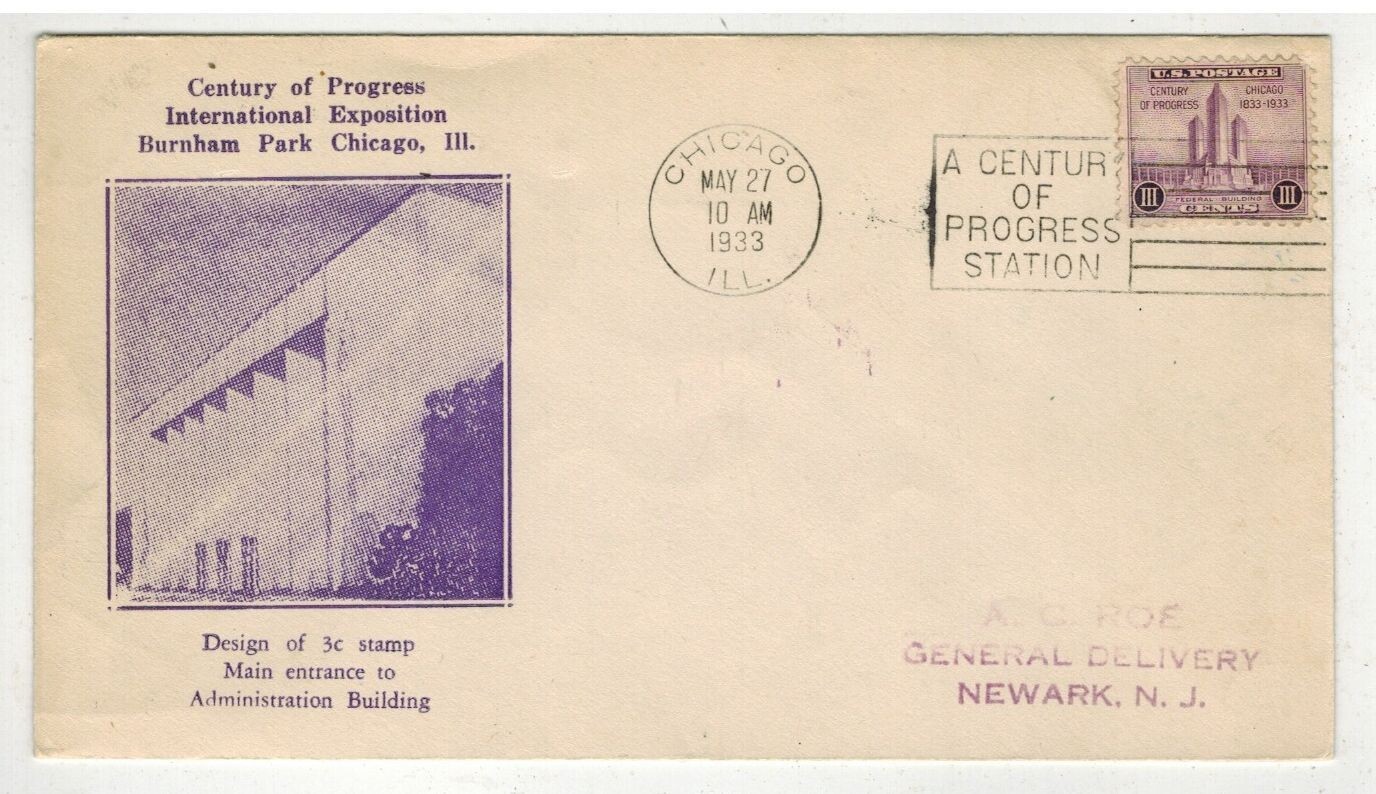 Century of Progress
International Exposition
Burnham Park Chicago, Ill.
CHICAGO
MAY 27
10 AM
1933
ILL.
A CENTUR
OF
PROGRESS
STATION
U.S. POSTAGE
CENTURY OF PROGRESS
CHICAGO 1833-1933
III
FEDERAL BUILDING
III
CENTS
Design of 3c stamp
Main entrance to
Administration Building
A. C. ROE
GENERAL DELIVERY
NEWARK, N. J.